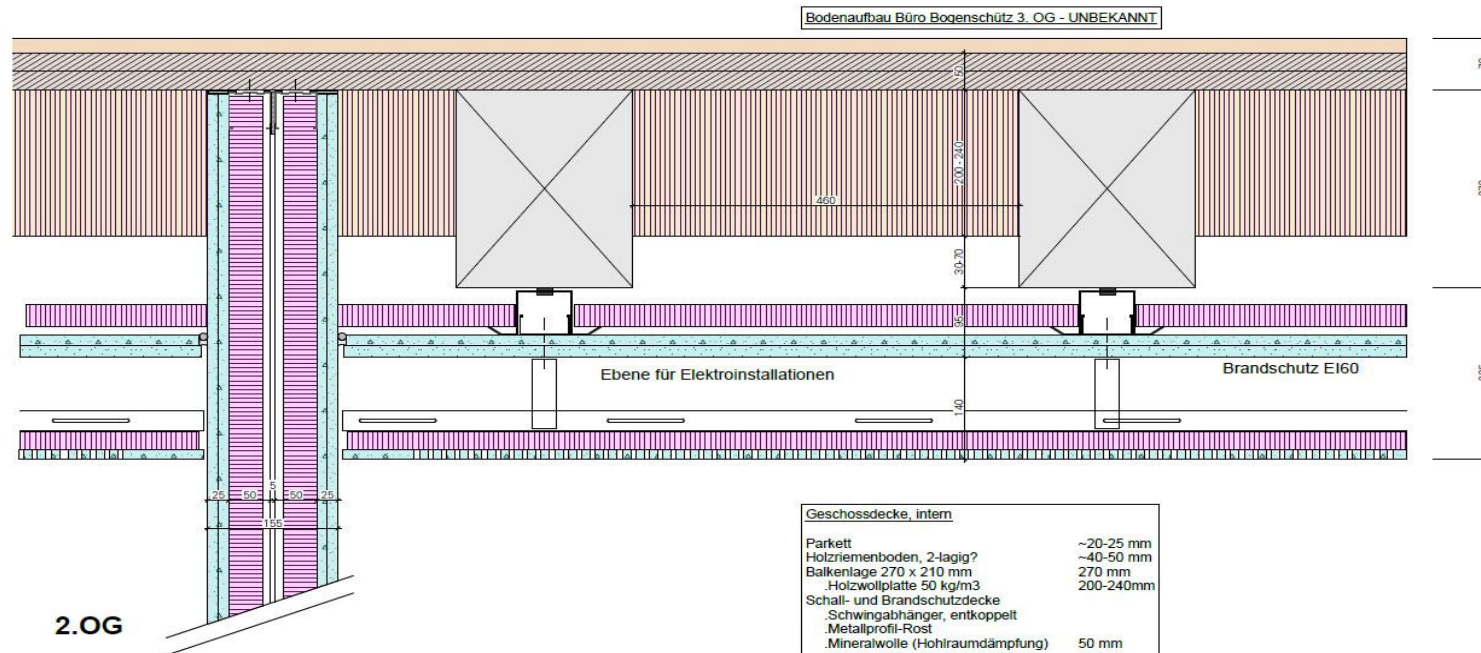 Bodenaufbau Büro Bogenschütz 3. OG - UNBEKANNT
50
200 - 240
460
30-70
95
Ebene für Elektroinstallationen
Brandschutz EI60
140
25 50 5 50 25
155
2.OG
Geschossdecke, intern
Parkett ~20-25 mm
Holzriemenboden, 2-lagig? ~40-50 mm
Balkenlage 270 x 210 mm 270 mm
.Holzwollplatte 50 kg/m3 200-240mm
Schall- und Brandschutzdecke
.Schwingabhänger, entkoppelt
.Metallprofil-Rost
.Mineralwolle (Hohlraumdämpfung) 50 mm